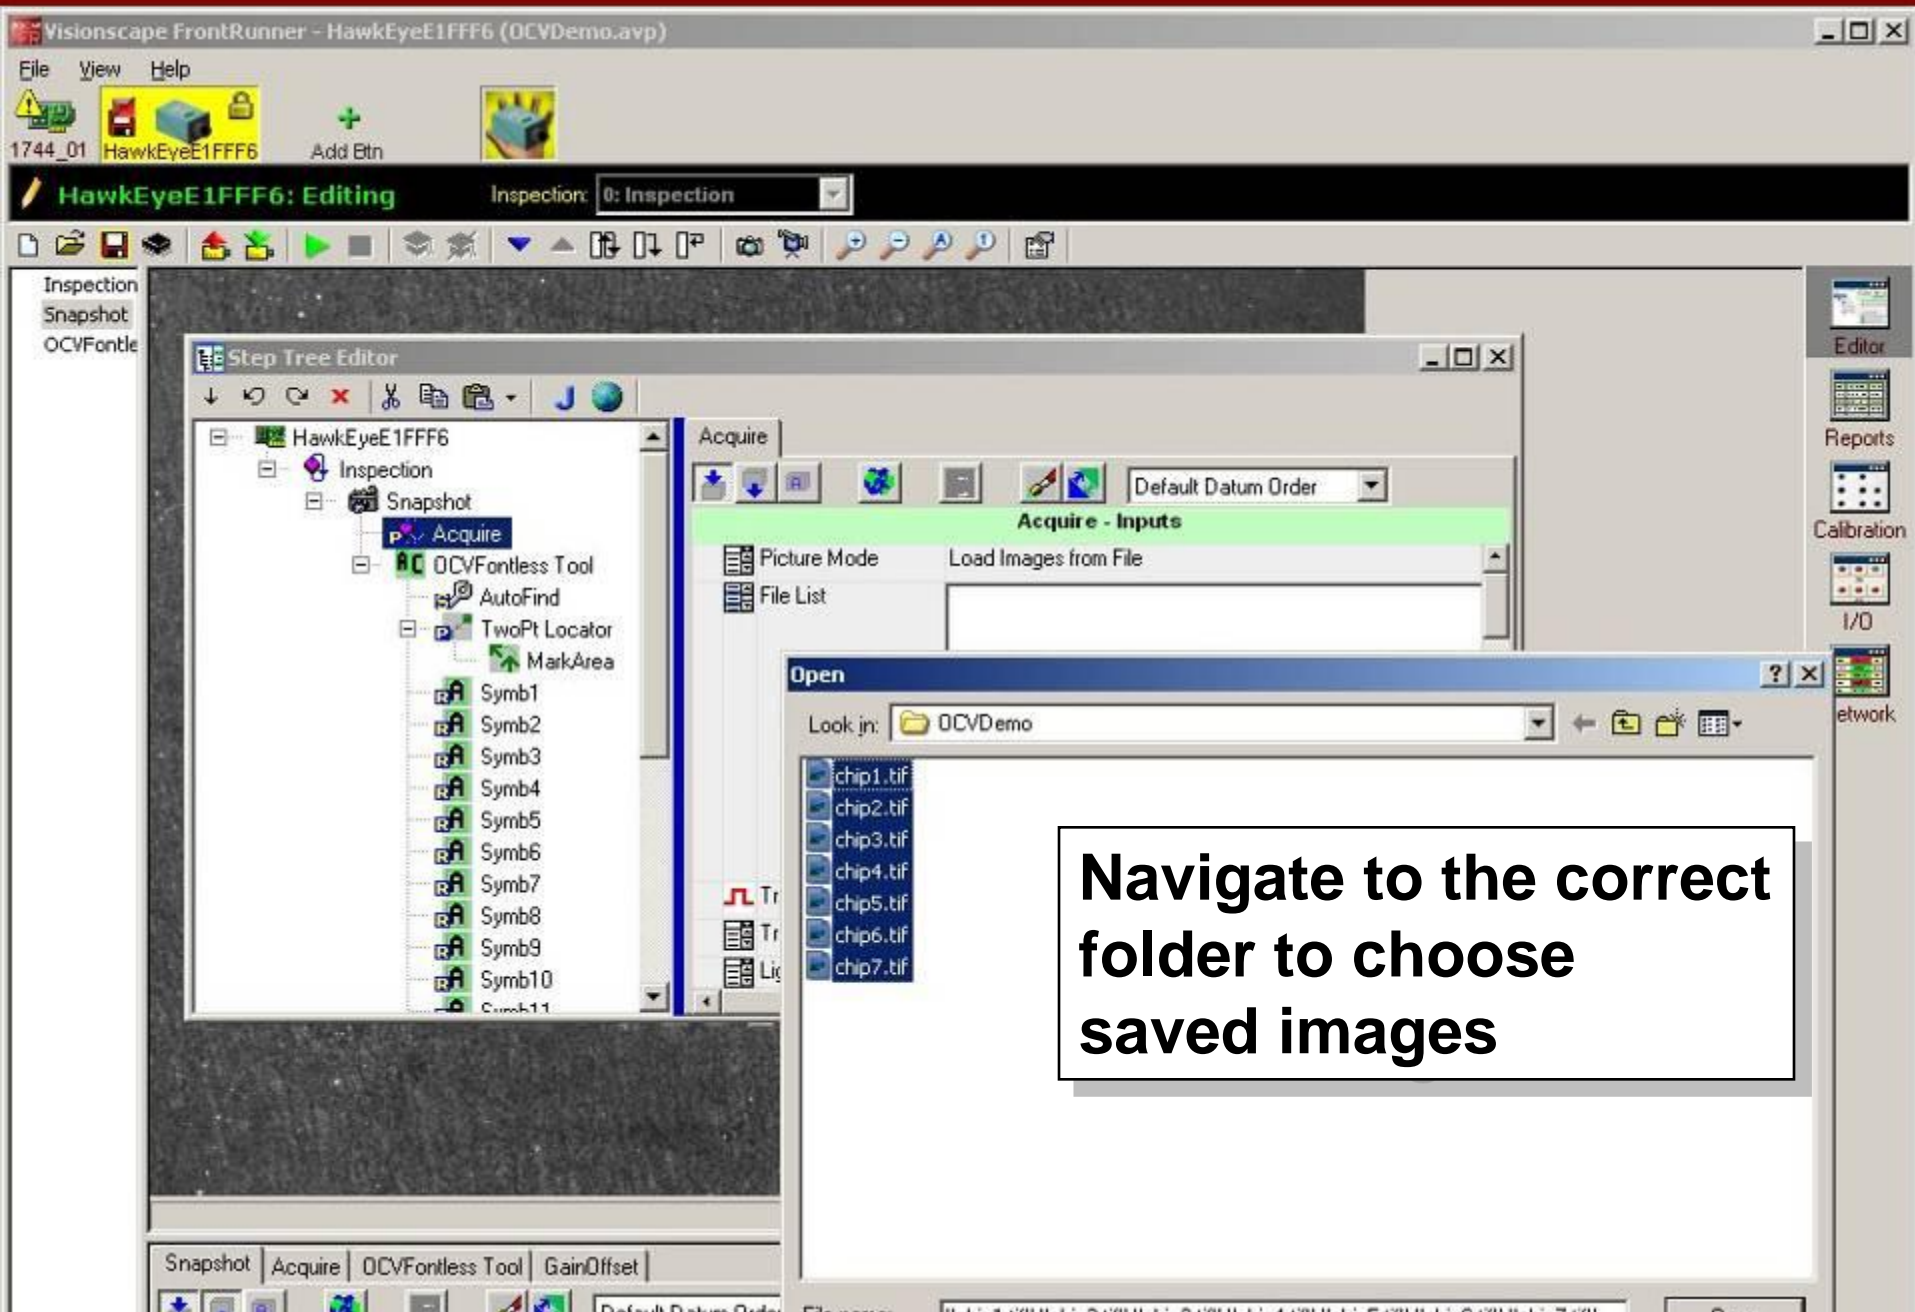 Visionscape FrontRunner - HawkEyeE1FFF6 (OCVDemo.avp)
File View Help
1744_01 HawkEyeE1FFF6 Add Btn
HawkEyeE1FFF6: Editing Inspection: 0: Inspection
Inspection
Snapshot
OCVFontle
Editor
Reports
Calibration
I/O
etwork
Step Tree Editor
HawkEyeE1FFF6
Inspection
Snapshot
Acquire
OCVFontless Tool
AutoFind
TwoPt Locator
MarkArea
Symb1
Symb2
Symb3
Symb4
Symb5
Symb6
Symb7
Symb8
Symb9
Symb10
Symb11
Acquire
Default Datum Order
Acquire - Inputs
Picture Mode Load Images from File
File List
Tr
Tr
Lig
Open
Look in: OCVDemo
chip1.tif
chip2.tif
chip3.tif
chip4.tif
chip5.tif
chip6.tif
chip7.tif
Navigate to the correct
folder to choose
saved images
Snapshot Acquire OCVFontless Tool GainOffset